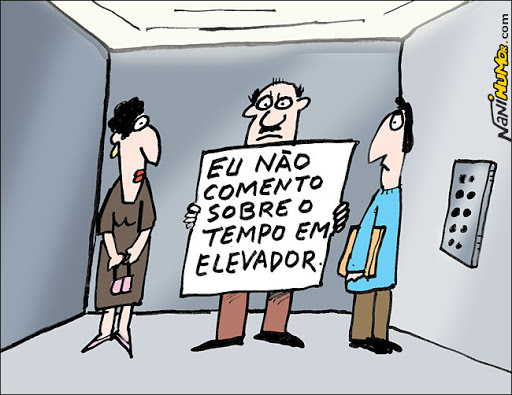 EU NÃO
COMENTO
SOBRE O
TEMPO EM
ELEVADOR.
NANiHUMOR.com